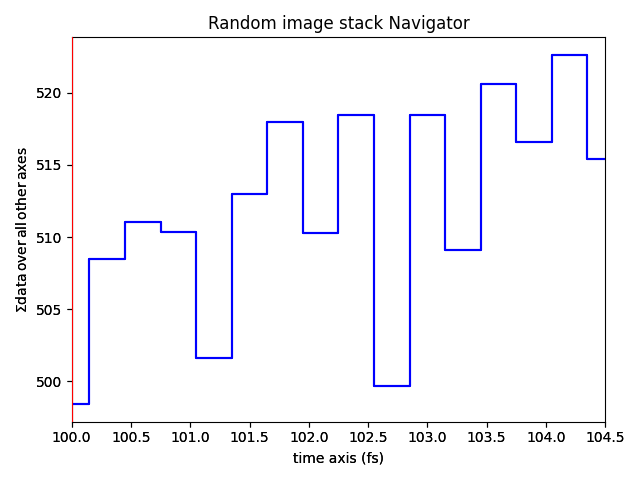 Random image stack Navigator
Σdata over all other axes
520
515
510
505
500
100.0 100.5 101.0 101.5 102.0 102.5 103.0 103.5 104.0 104.5
time axis (fs)